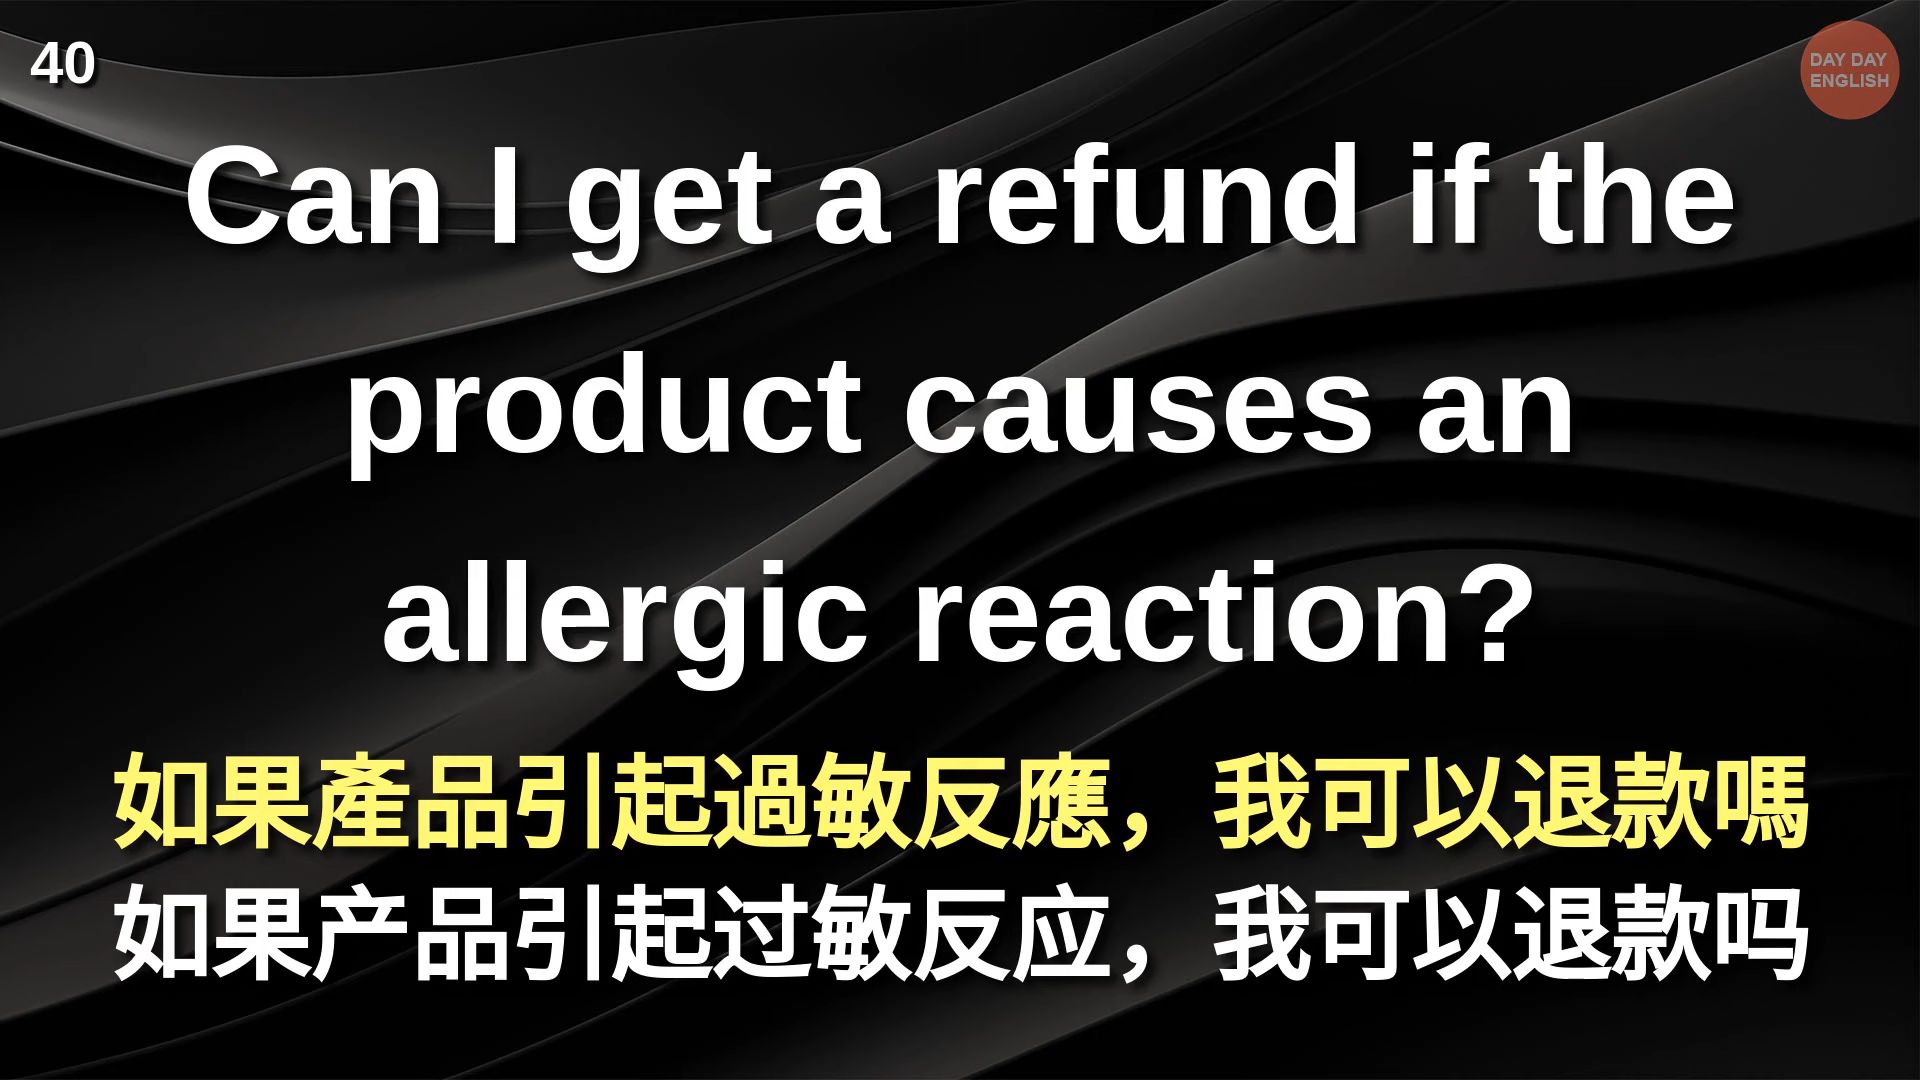 40
DAY DAY
ENGLISH
Can I get a refund if the
product causes an
allergic reaction?
如果產品引起過敏反應，我可以退款嗎
如果产品引起过敏反应，我可以退款吗